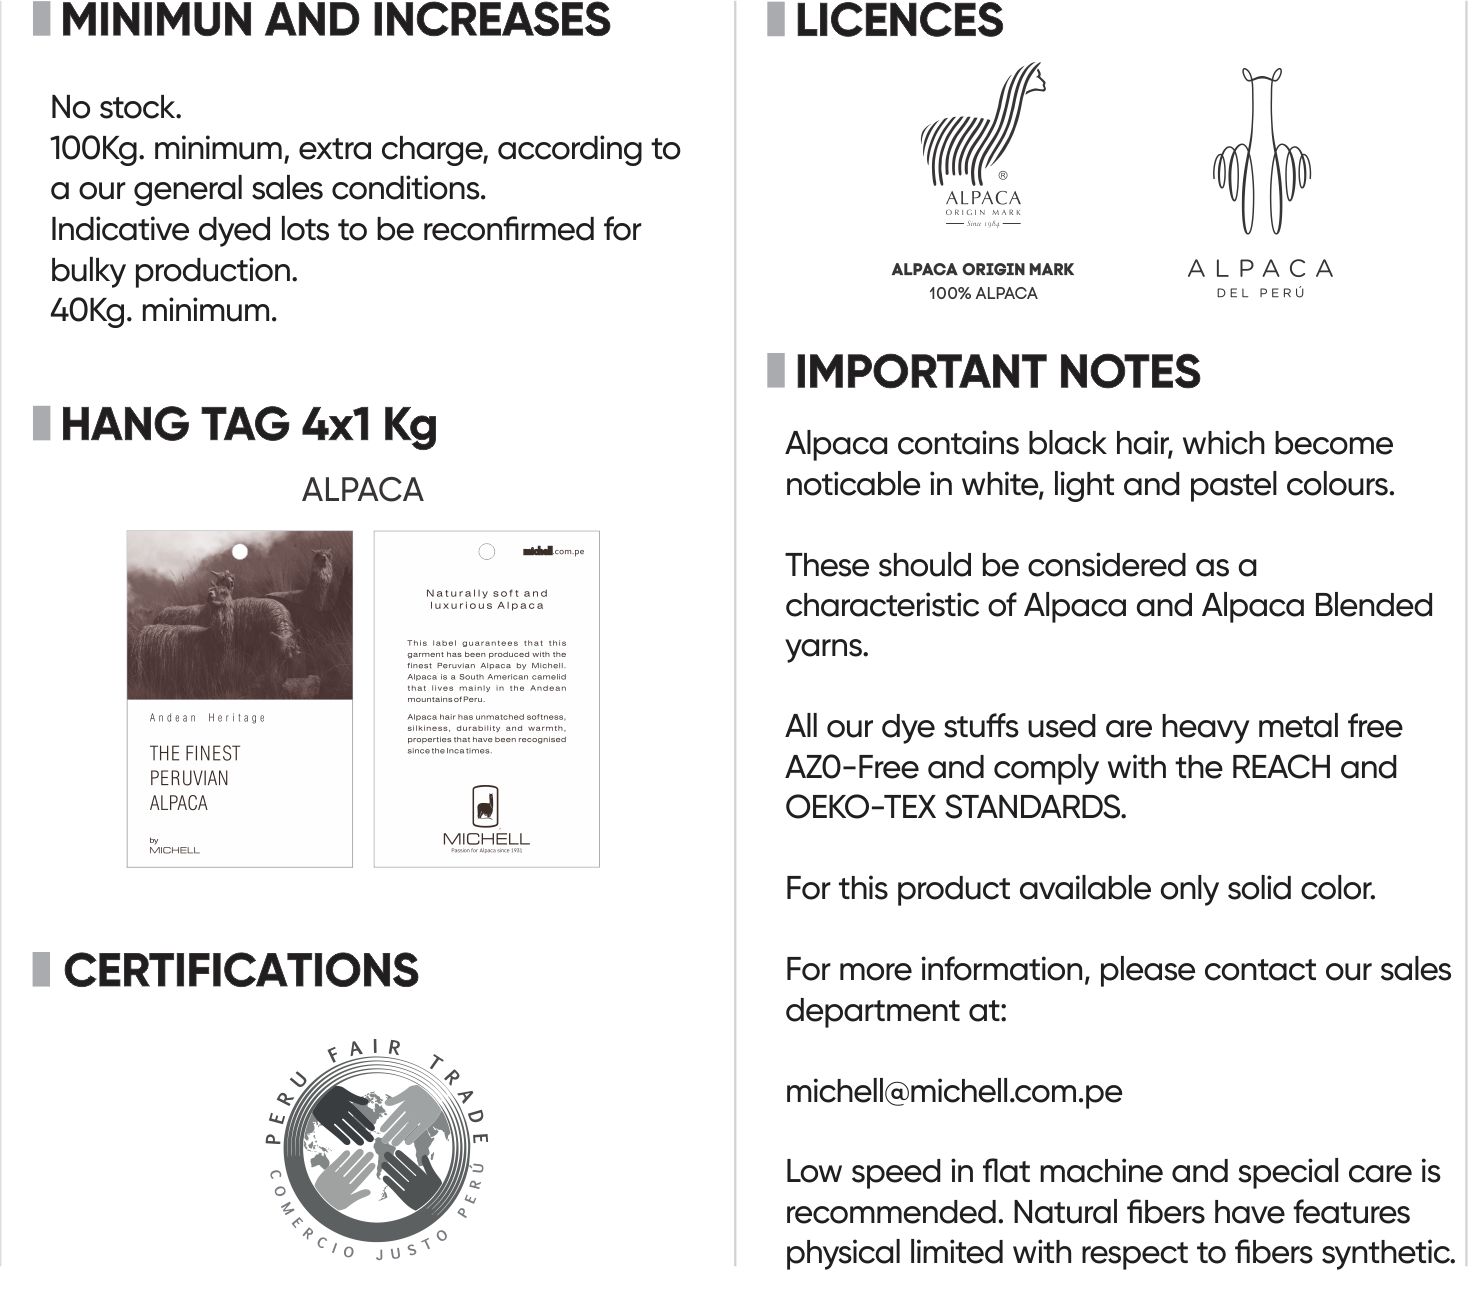 MINIMUN AND INCREASES
No stock.
100Kg. minimum, extra charge, according to
a our general sales conditions.
Indicative dyed lots to be reconfirmed for
bulky production.
40Kg. minimum.
HANG TAG 4x1 Kg
ALPACA
Andean Heritage
THE FINEST
PERUVIAN
ALPACA
by
MICHELL
michell.com.pe
Naturally soft and
luxurious Alpaca
This label guarantees that this
garment has been produced with the
finest Peruvian Alpaca by Michell.
Alpaca is a South American camelid
that lives mainly in the Andean
mountains of Peru.
Alpaca hair has unmatched softness,
silkiness, durability and warmth,
properties that have been recognised
since the Inca times.
MICHELL
Passion for Alpaca since 1931
CERTIFICATIONS
PERU FAIR TRADE
COMERCIO JUSTO PERÚ
LICENCES
®
ALPACA
ORIGIN MARK
Since 1984
ALPACA ORIGIN MARK
100% ALPACA
ALPACA
DEL PERÚ
IMPORTANT NOTES
Alpaca contains black hair, which become
noticable in white, light and pastel colours.
These should be considered as a
characteristic of Alpaca and Alpaca Blended
yarns.
All our dye stuffs used are heavy metal free
AZ0-Free and comply with the REACH and
OEKO-TEX STANDARDS.
For this product available only solid color.
For more information, please contact our sales
department at:
michell@michell.com.pe
Low speed in flat machine and special care is
recommended. Natural fibers have features
physical limited with respect to fibers synthetic.